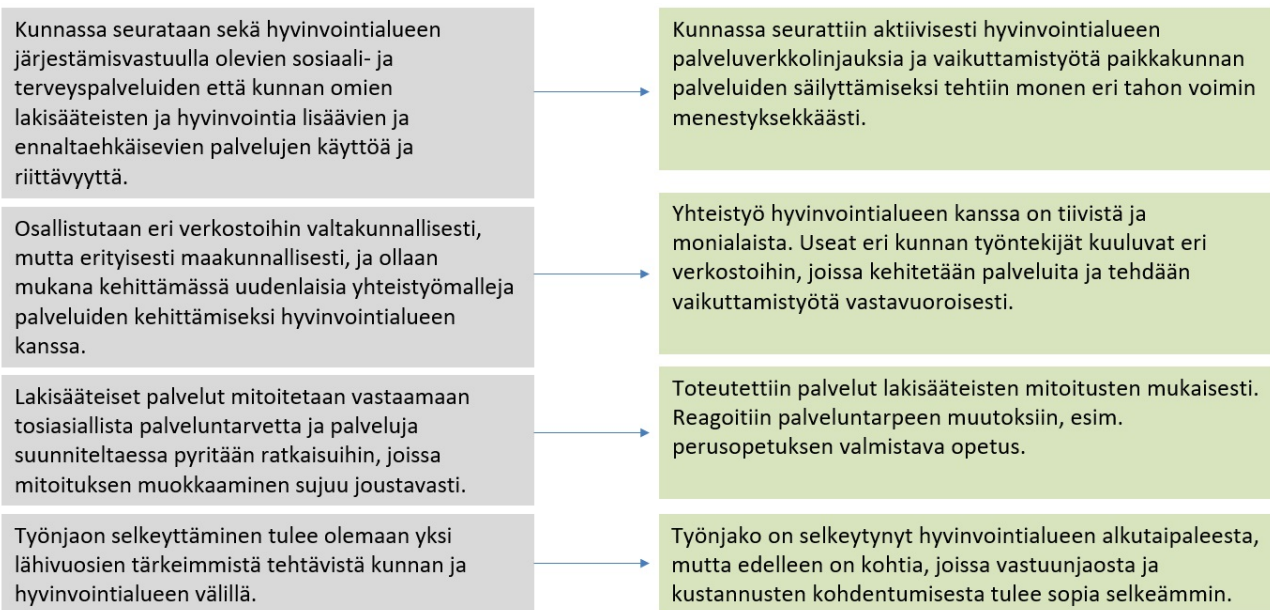 Kunnassa seurataan sekä hyvinvointialueen
järjestämisvastuulla olevien sosiaali- ja
terveyspalveluiden että kunnan omien
lakisääteisten ja hyvinvointia lisäävien ja
ennaltaehkäisevien palvelujen käyttöä ja
riittävyyttä.
Kunnassa seurattiin aktiivisesti hyvinvointialueen
palveluverkkolinjauksia ja vaikuttamistyötä paikkakunnan
palveluiden säilyttämiseksi tehtiin monen eri tahon voimin
menestyksekkäästi.
Osallistutaan eri verkostoihin valtakunnallisesti,
mutta erityisesti maakunnallisesti, ja ollaan
mukana kehittämässä uudenlaisia yhteistyömalleja
palveluiden kehittämiseksi hyvinvointialueen
kanssa.
Yhteistyö hyvinvointialueen kanssa on tiivistä ja
monialaista. Useat eri kunnan työntekijät kuuluvat eri
verkostoihin, joissa kehitetään palveluita ja tehdään
vaikuttamistyötä vastavuoroisesti.
Lakisääteiset palvelut mitoitetaan vastaamaan
tosiasiallista palveluntarvetta ja palveluja
suunniteltaessa pyritään ratkaisuihin, joissa
mitoituksen muokkaaminen sujuu joustavasti.
Toteutettiin palvelut lakisääteisten mitoitusten mukaisesti.
Reagoitiin palveluntarpeen muutoksiin, esim.
perusopetuksen valmistava opetus.
Työnjaon selkeyttäminen tulee olemaan yksi
lähivuosien tärkeimmistä tehtävistä kunnan ja
hyvinvointialueen välillä.
Työnjako on selkeytynyt hyvinvointialueen alkutaipaleesta,
mutta edelleen on kohtia, joissa vastuunjaosta ja
kustannusten kohdentumisesta tulee sopia selkeämmin.